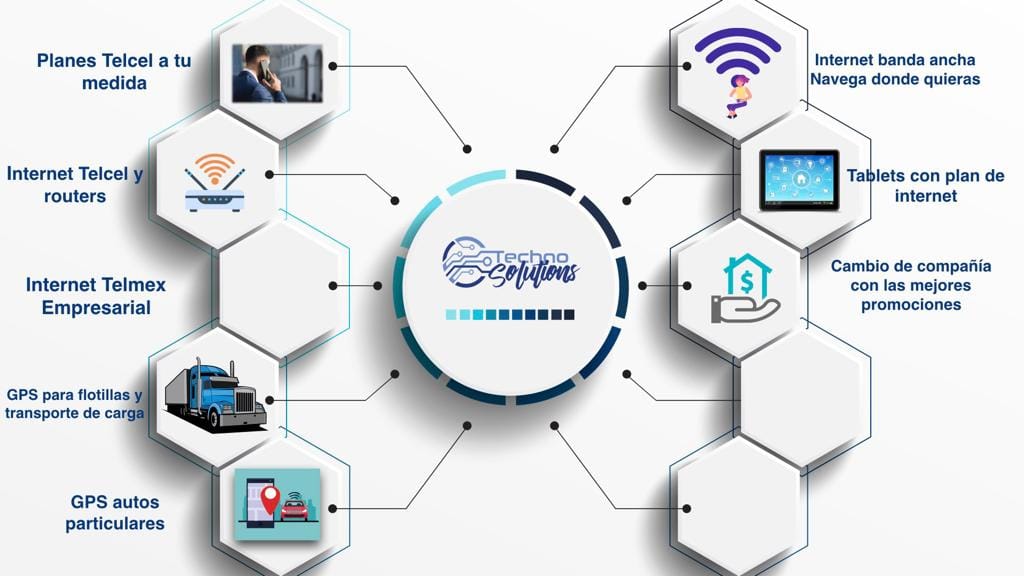 Planes Telcel a tu
medida
Internet Telcel y
routers
Internet Telmex
Empresarial
GPS para flotillas y
transporte de carga
GPS autos
particulares
Techno
Solutions
Internet banda ancha
Navega donde quieras
Tablets con plan de
internet
Cambio de compañía
con las mejores
promociones
$